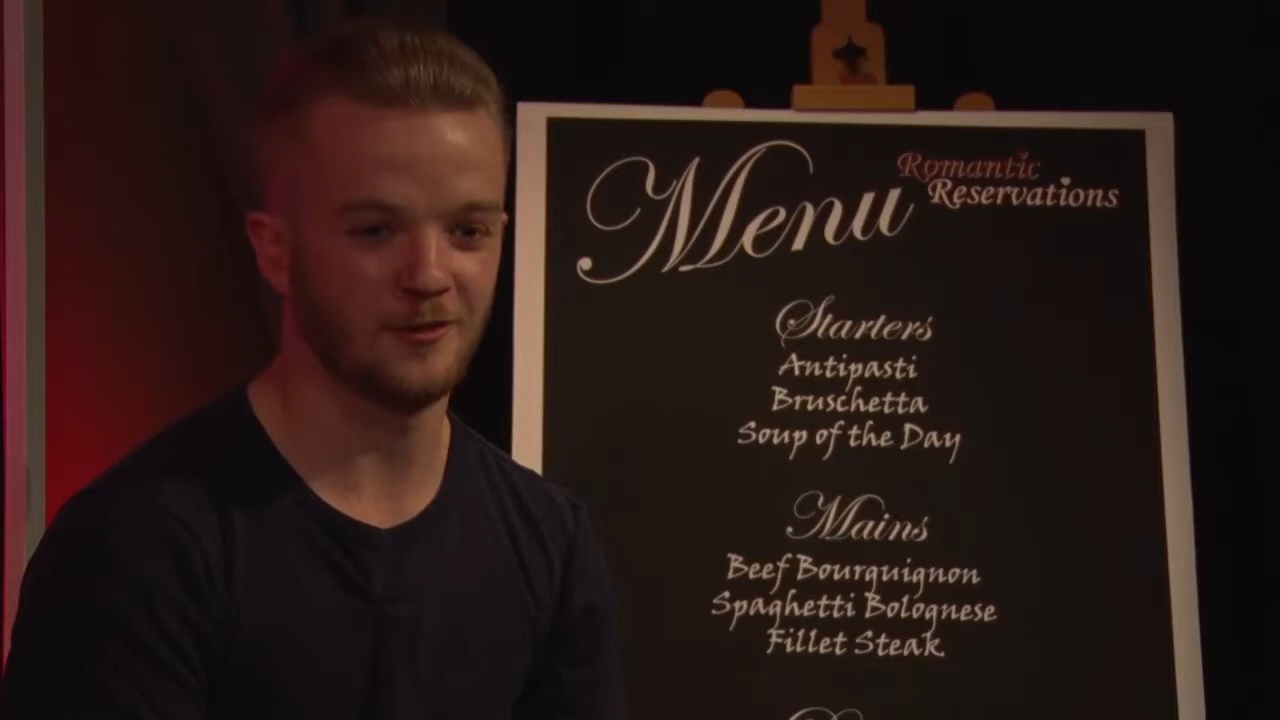 Menu
Romantic
Reservations
Starters
Antipasti
Bruschetta
Soup of the Day
Mains
Beef Bourguignon
Spaghetti Bolognese
Fillet Steak